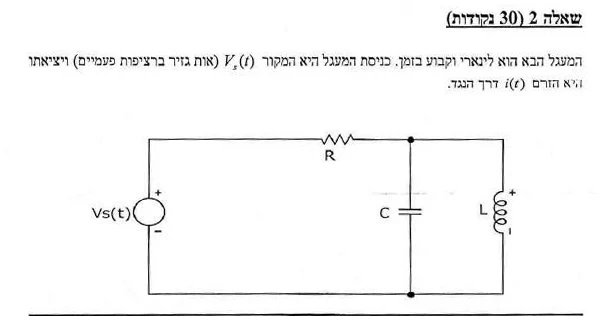 שאלה 2 (30 נקודות)
המעגל הבא הוא לינארי וקבוע בזמן. כניסת המעגל היא המקור V_s(t) (אות גזיר ברציפות פעמיים) ויציאתו
היא הזרם i(t) דרך הנגד.
R
+
+
Vs(t)
C
L
-
-